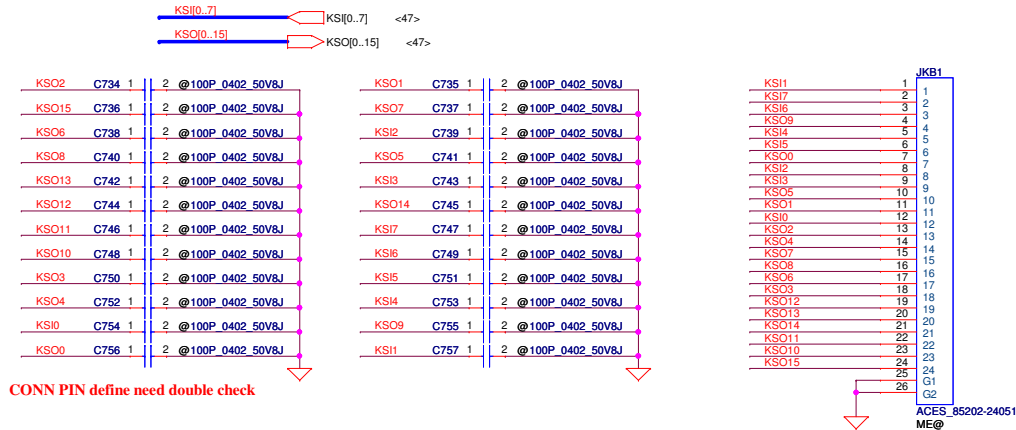 KSI[0..7] KSI[0..7] <47>
KSO[0..15] KSO[0..15] <47>
KSO2 C734 1 2 @100P_0402_50V8J
KSO15 C736 1 2 @100P_0402_50V8J
KSO6 C738 1 2 @100P_0402_50V8J
KSO8 C740 1 2 @100P_0402_50V8J
KSO13 C742 1 2 @100P_0402_50V8J
KSO12 C744 1 2 @100P_0402_50V8J
KSO11 C746 1 2 @100P_0402_50V8J
KSO10 C748 1 2 @100P_0402_50V8J
KSO3 C750 1 2 @100P_0402_50V8J
KSO4 C752 1 2 @100P_0402_50V8J
KSI0 C754 1 2 @100P_0402_50V8J
KSO0 C756 1 2 @100P_0402_50V8J
CONN PIN define need double check
KSO1 C735 1 2 @100P_0402_50V8J
KSO7 C737 1 2 @100P_0402_50V8J
KSI2 C739 1 2 @100P_0402_50V8J
KSO5 C741 1 2 @100P_0402_50V8J
KSI3 C743 1 2 @100P_0402_50V8J
KSO14 C745 1 2 @100P_0402_50V8J
KSI7 C747 1 2 @100P_0402_50V8J
KSI6 C749 1 2 @100P_0402_50V8J
KSI5 C751 1 2 @100P_0402_50V8J
KSI4 C753 1 2 @100P_0402_50V8J
KSO9 C755 1 2 @100P_0402_50V8J
KSI1 C757 1 2 @100P_0402_50V8J
JKB1
KSI1 1 1
KSI7 2 2
KSI6 3 3
KSO9 4 4
KSI4 5 5
KSI5 6 6
KSO0 7 7
KSI2 8 8
KSI3 9 9
KSO5 10 10
KSO1 11 11
KSI0 12 12
KSO2 13 13
KSO4 14 14
KSO7 15 15
KSO8 16 16
KSO6 17 17
KSO3 18 18
KSO12 19 19
KSO13 20 20
KSO14 21 21
KSO11 22 22
KSO10 23 23
KSO15 24 24
25 G1
26 G2
ACES_85202-24051
ME@